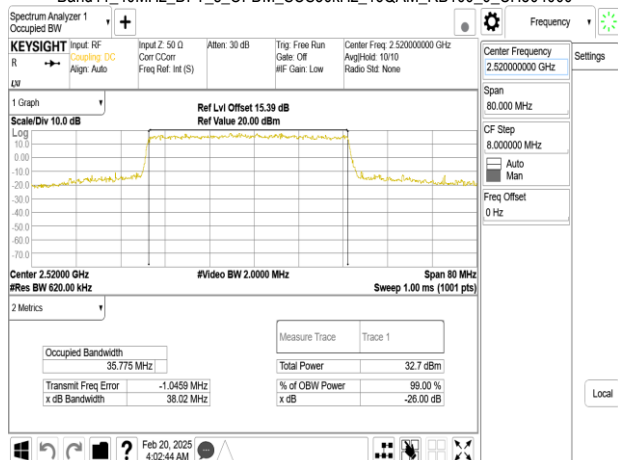 Spectrum Analyzer 1
Occupied BW
+
Frequency
KEYSIGHT
R
LXI
Input: RF
Coupling: DC
Align: Auto
Input Z: 50 Ω
Corr CCorr
Freq Ref: Int (S)
Atten: 30 dB
Trig: Free Run
Gate: Off
#IF Gain: Low
Center Freq: 2.520000000 GHz
Avg|Hold: 10/10
Radio Std: None
Center Frequency
2.520000000 GHz
Settings
Span
80.000 MHz
CF Step
8.000000 MHz
Auto
Man
Freq Offset
0 Hz
Local
1 Graph
Scale/Div 10.0 dB
Ref Lvl Offset 15.39 dB
Ref Value 20.00 dBm
Log
10.0
0.00
-10.0
-20.0
-30.0
-40.0
-50.0
-60.0
-70.0
Center 2.52000 GHz
#Video BW 2.0000 MHz
Span 80 MHz
#Res BW 620.00 kHz
Sweep 1.00 ms (1001 pts)
2 Metrics
Measure Trace
Trace 1
Occupied Bandwidth
35.775 MHz
Total Power
32.7 dBm
Transmit Freq Error
-1.0459 MHz
% of OBW Power
99.00 %
x dB Bandwidth
38.02 MHz
x dB
-26.00 dB
?
Feb 20, 2025
4:02:44 AM